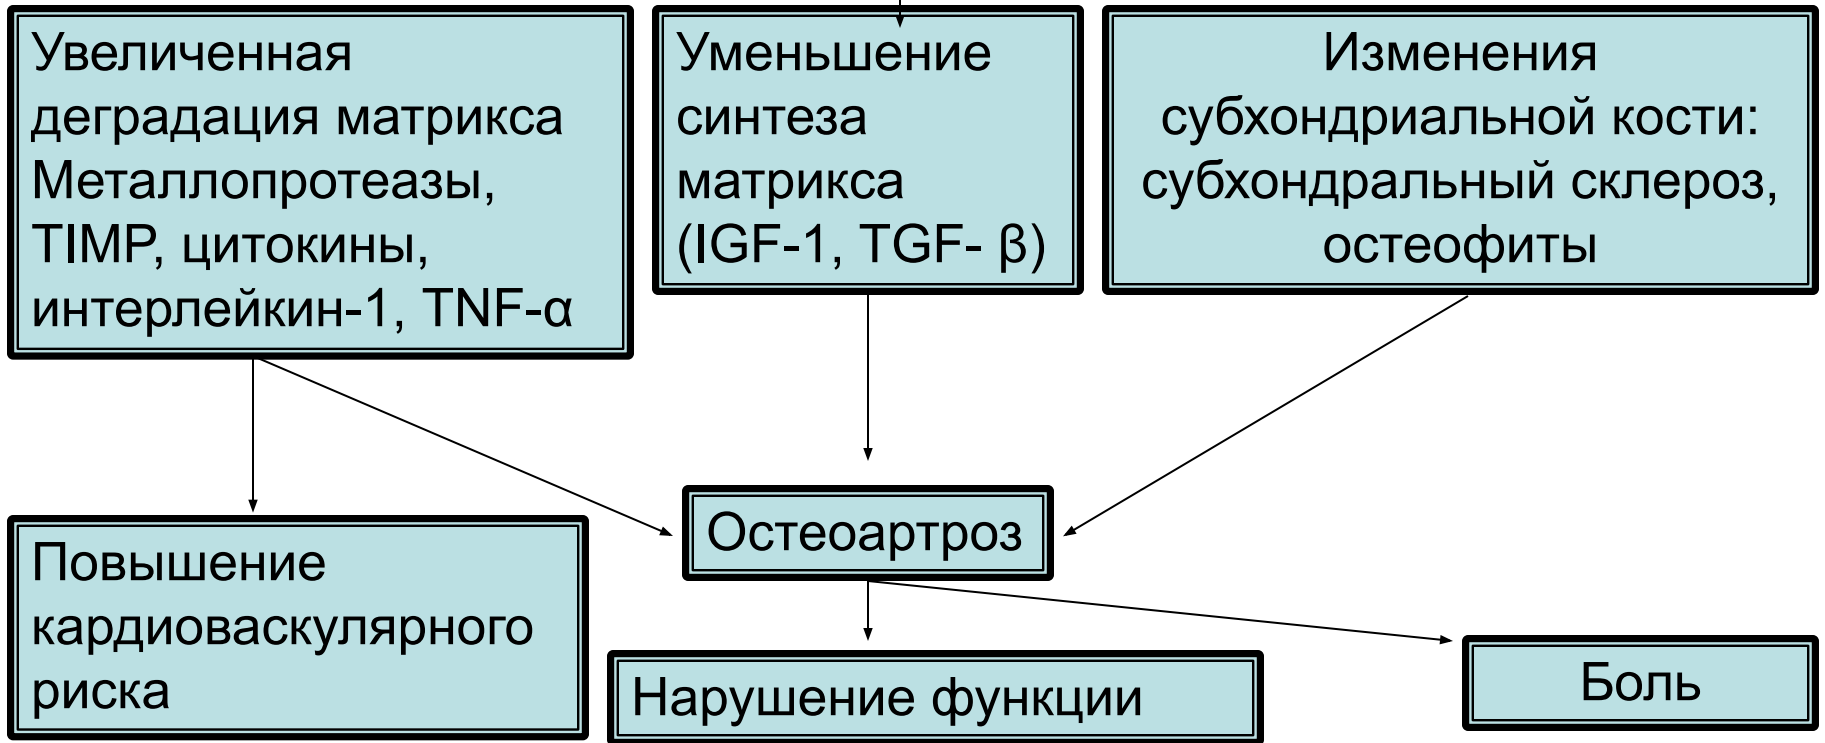 Увеличенная
деградация матрикса
Металлопротеазы,
TIMP, цитокины,
интерлейкин-1, TNF-α
Уменьшение
синтеза
матрикса
(IGF-1, TGF- β)
Изменения
субхондриальной кости:
субхондральный склероз,
остеофиты
Остеоартроз
Повышение
кардиоваскулярного
риска
Нарушение функции
Боль